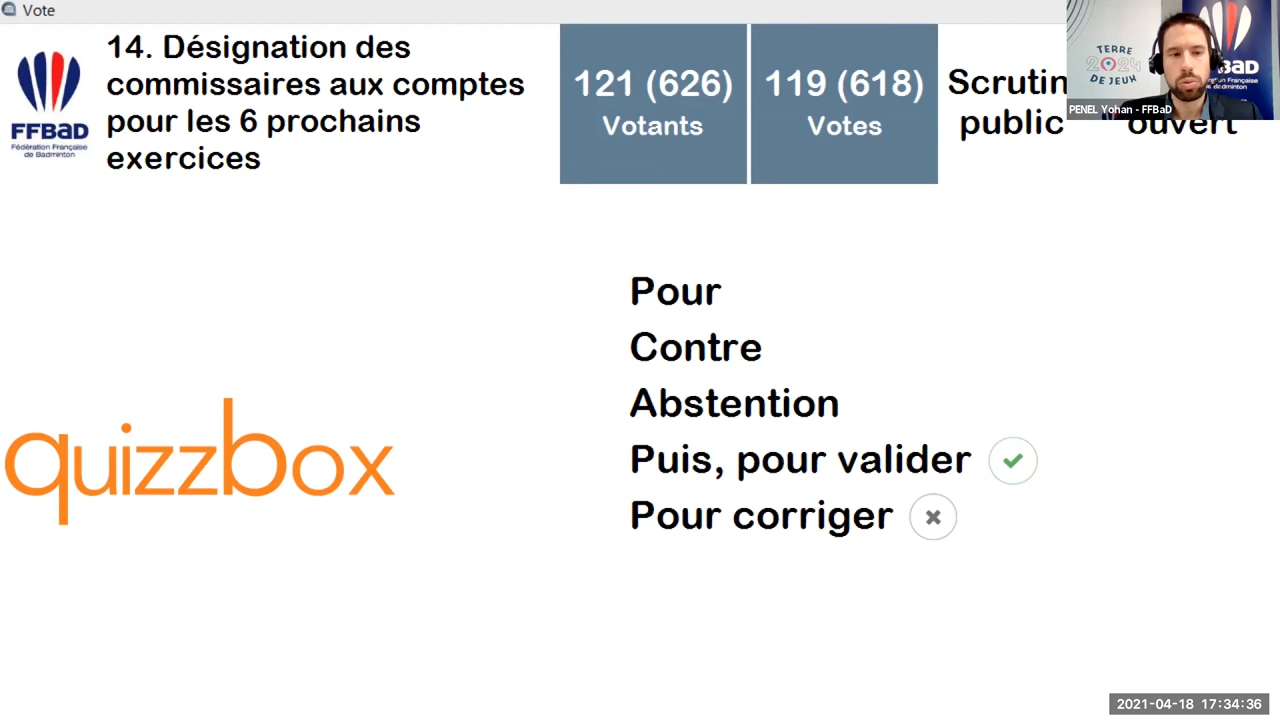 Vote
14. Désignation des
commissaires aux comptes
pour les 6 prochains
exercices
FFBaD
Fédération Française
de Badminton
121 (626)
Votants
119 (618)
Votes
Scrutin
public
ouvert
TERRE
2024
DE JEUX
PENEL Yohan - FFBaD
Pour
Contre
Abstention
Puis, pour valider
Pour corriger
quizzbox
2021-04-18 17:34:36